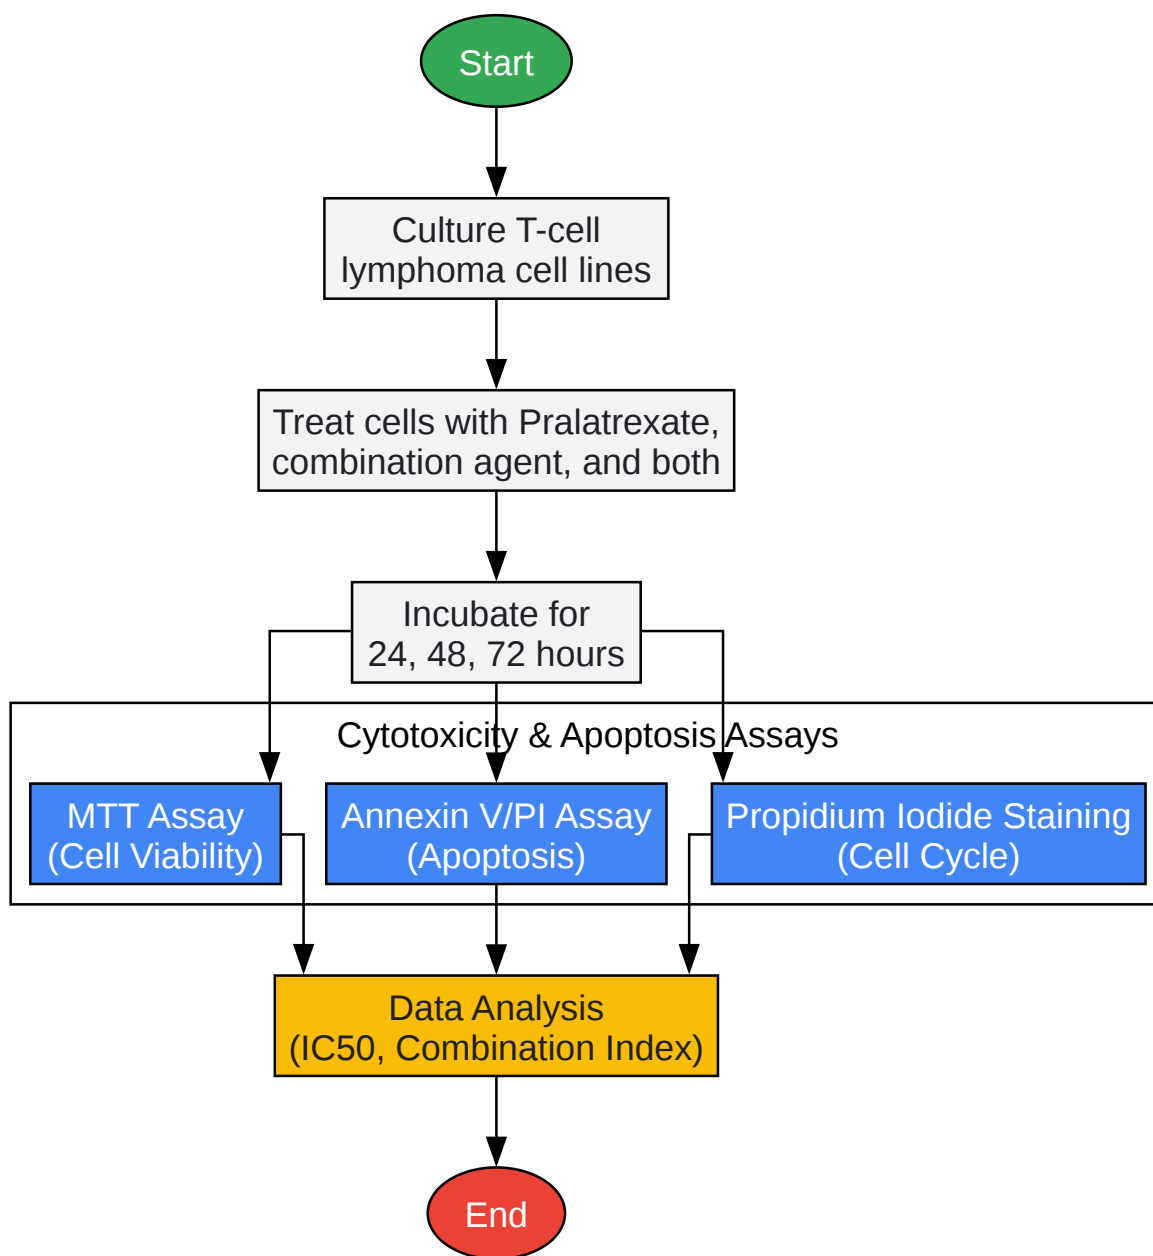 Start
Culture T-cell
lymphoma cell lines
Treat cells with Pralatrexate,
combination agent, and both
Incubate for
24, 48, 72 hours
Cytotoxicity & Apoptosis Assays
MTT Assay
(Cell Viability)
Annexin V/PI Assay
(Apoptosis)
Propidium Iodide Staining
(Cell Cycle)
Data Analysis
(IC50, Combination Index)
End